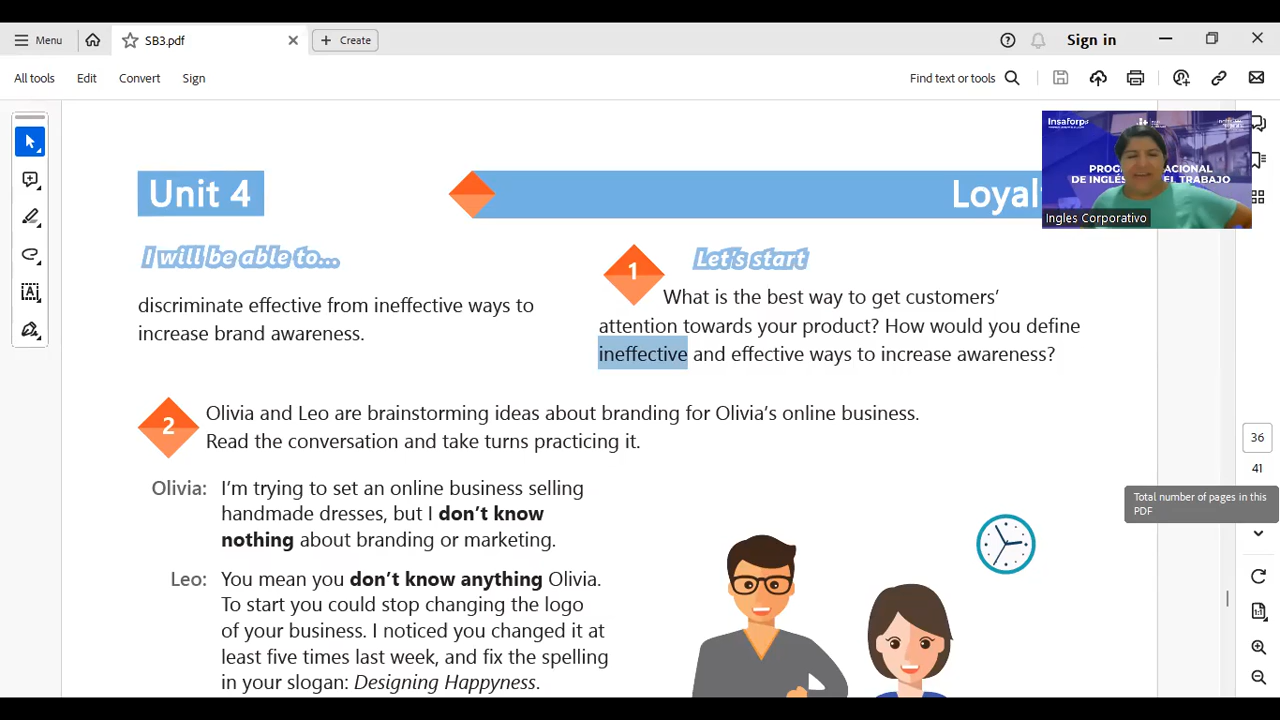 Menu
SB3.pdf
Create
Sign in
All tools
Edit
Convert
Sign
Find text or tools
Insaforp
Ingles Corporativo
Unit 4
I will be able to...
discriminate effective from ineffective ways to
increase brand awareness.
1
Let's start
What is the best way to get customers'
attention towards your product? How would you define
ineffective and effective ways to increase awareness?
2
Olivia and Leo are brainstorming ideas about branding for Olivia's online business.
Read the conversation and take turns practicing it.
Olivia: I'm trying to set an online business selling
handmade dresses, but I don't know
nothing about branding or marketing.
Leo: You mean you don't know anything Olivia.
To start you could stop changing the logo
of your business. I noticed you changed it at
least five times last week, and fix the spelling
in your slogan: Designing Happyness.
36
41
Total number of pages in this
PDF